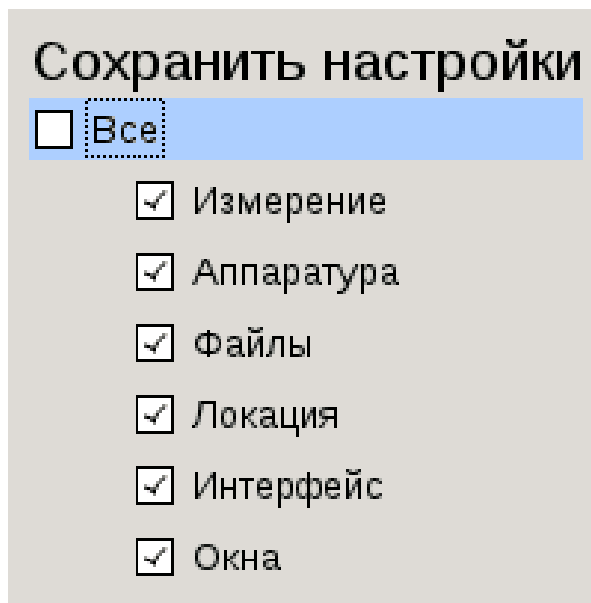 Сохранить настройки
Все
Измерение
Аппаратура
Файлы
Локация
Интерфейс
Окна